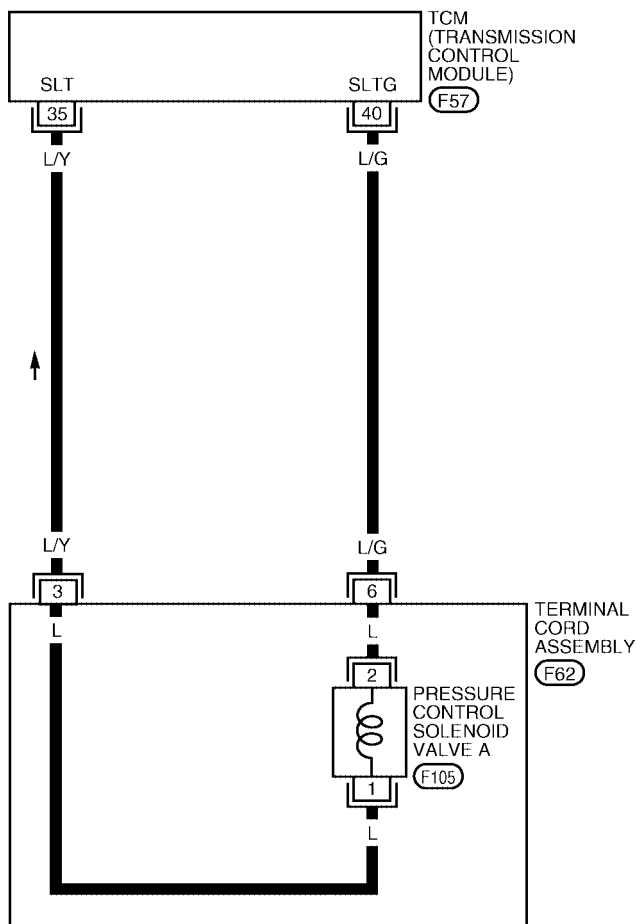 TCM
(TRANSMISSION
CONTROL
MODULE)
F57
SLT
SLTG
35
40
L/Y
L/G
L/Y
L/G
3
6
TERMINAL
CORD
ASSEMBLY
F62
L
L
2
PRESSURE
CONTROL
SOLENOID
VALVE A
F105
1
L